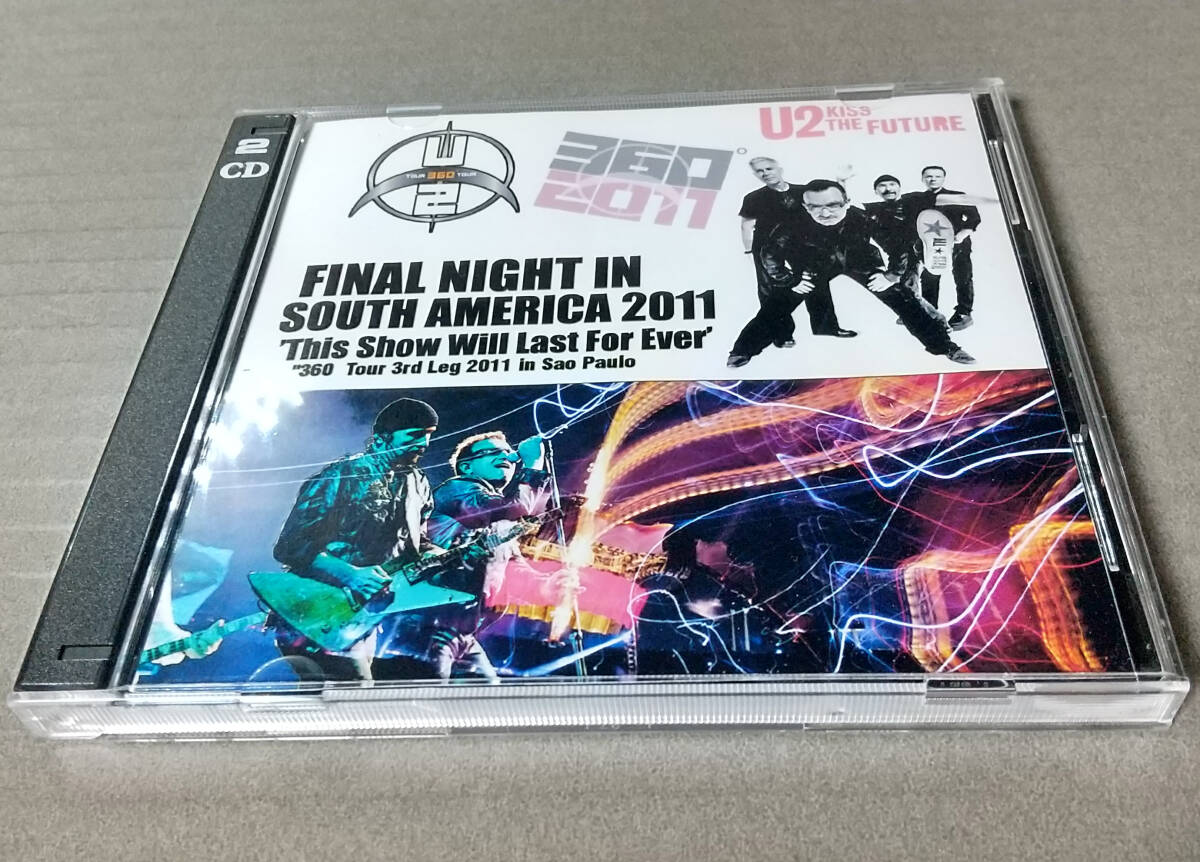 2
CD
U2
TOUR 360 TOUR
360°
2011
U2 KISS
THE FUTURE
FINAL NIGHT IN
SOUTH AMERICA 2011
'This Show Will Last For Ever'
"360 Tour 3rd Leg 2011 in Sao Paulo